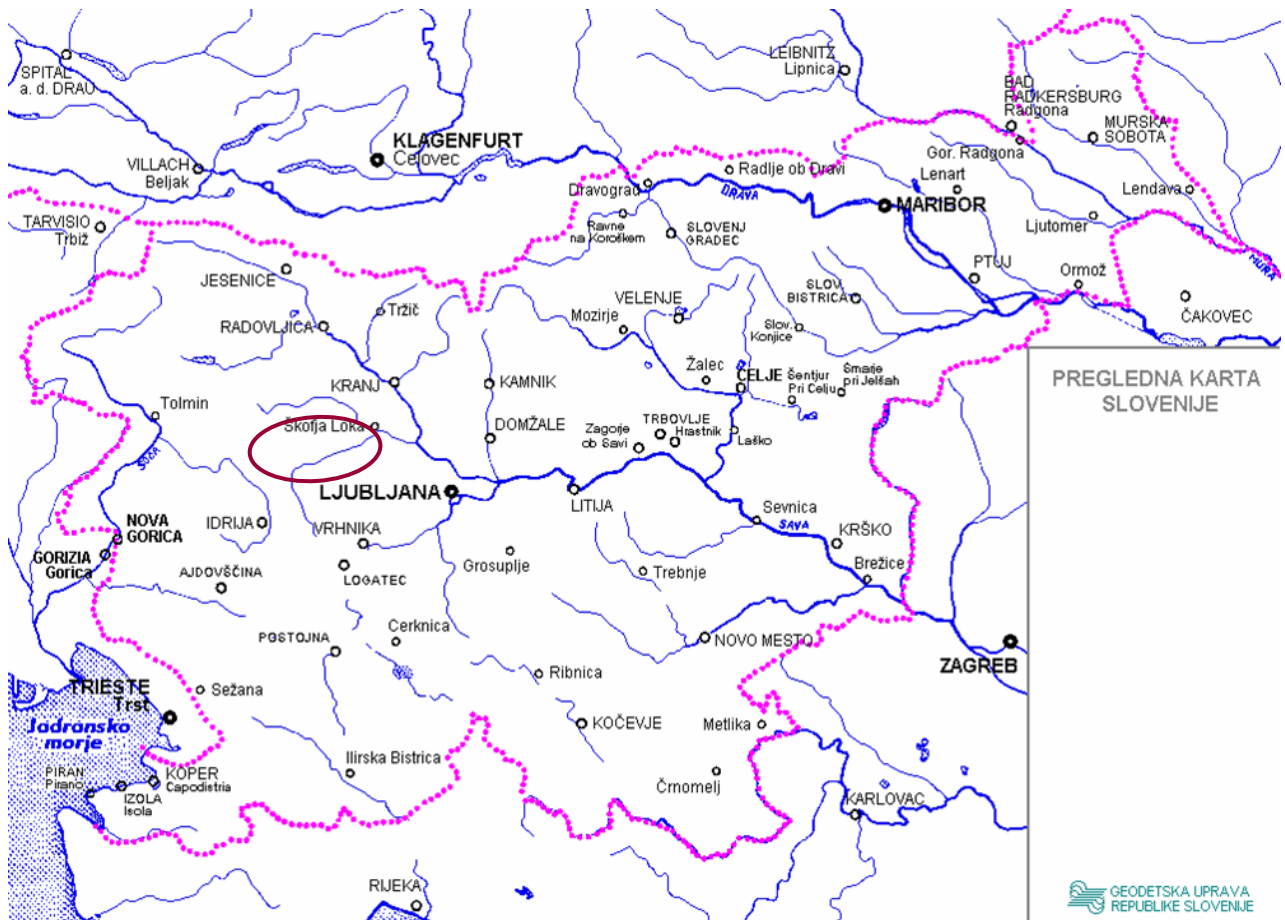 SPITAL
a. d. DRAU
LEIBNITZ
Lipnica
BAD
RADKERSBURG
Radgona
MURSKA
SOBOTA
KLAGENFURT
Celovec
VILLACH
Beljak
Gor. Radgona
Radlje ob Dravi
Dravograd
DRAVA
Lenart
Lendava
MARIBOR
TARVISIO
Trbiž
Ravne
na Koroškem
SLOVENJ
GRADEC
Ljutomer
MURA
JESENICE
PTUJ
Ormož
SLOV.
BISTRICA
VELENJE
Tržič
RADOVLJICA
Mozirje
Slov.
Konjice
ČAKOVEC
KRANJ
KAMNIK
Žalec
CELJE
Šentjur
Pri Celju
Šmarje
pri Jelšah
PREGLEDNA KARTA
SLOVENIJE
Tolmin
Škofja Loka
DOMŽALE
Zagorje
ob Savi
TRBOVLJE
Hrastnik
Laško
SOČA
LJUBLJANA
LITIJA
Sevnica
SAVA
KRŠKO
NOVA
GORICA
IDRIJA
VRHNIKA
GORIZIA
Gorica
AJDOVŠČINA
LOGATEC
Grosuplje
Trebnje
Brežice
POSTOJNA
Cerknica
NOVO MESTO
ZAGREB
Ribnica
TRIESTE
Trst
Sežana
Jadransko
morje
KOČEVJE
Metlika
Ilirska Bistrica
PIRAN
Pirano
KOPER
Capodistria
IZOLA
Isola
Črnomelj
KARLOVAC
RIJEKA
GEODETSKA UPRAVA
REPUBLIKE SLOVENIJE